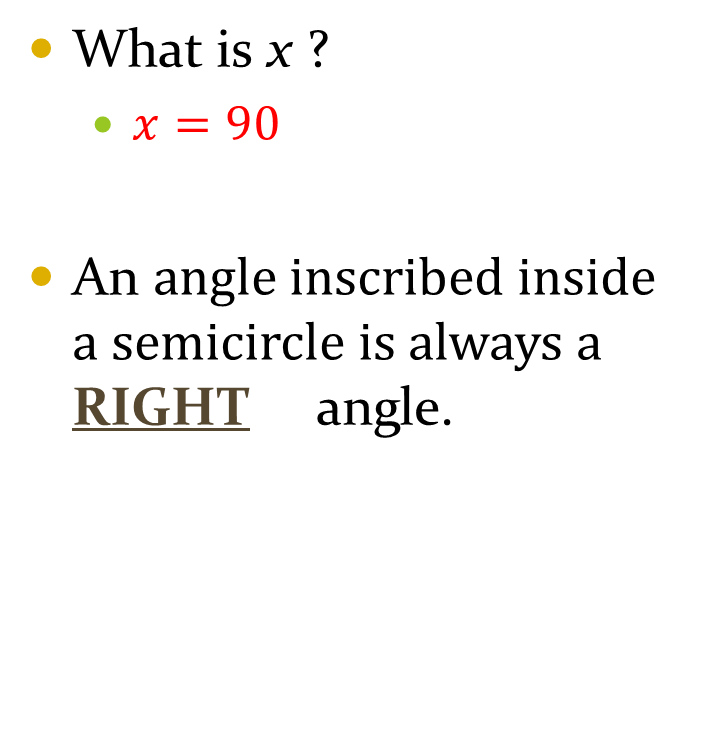 • What is x ?
• x = 90
• An angle inscribed inside
a semicircle is always a
RIGHT angle.